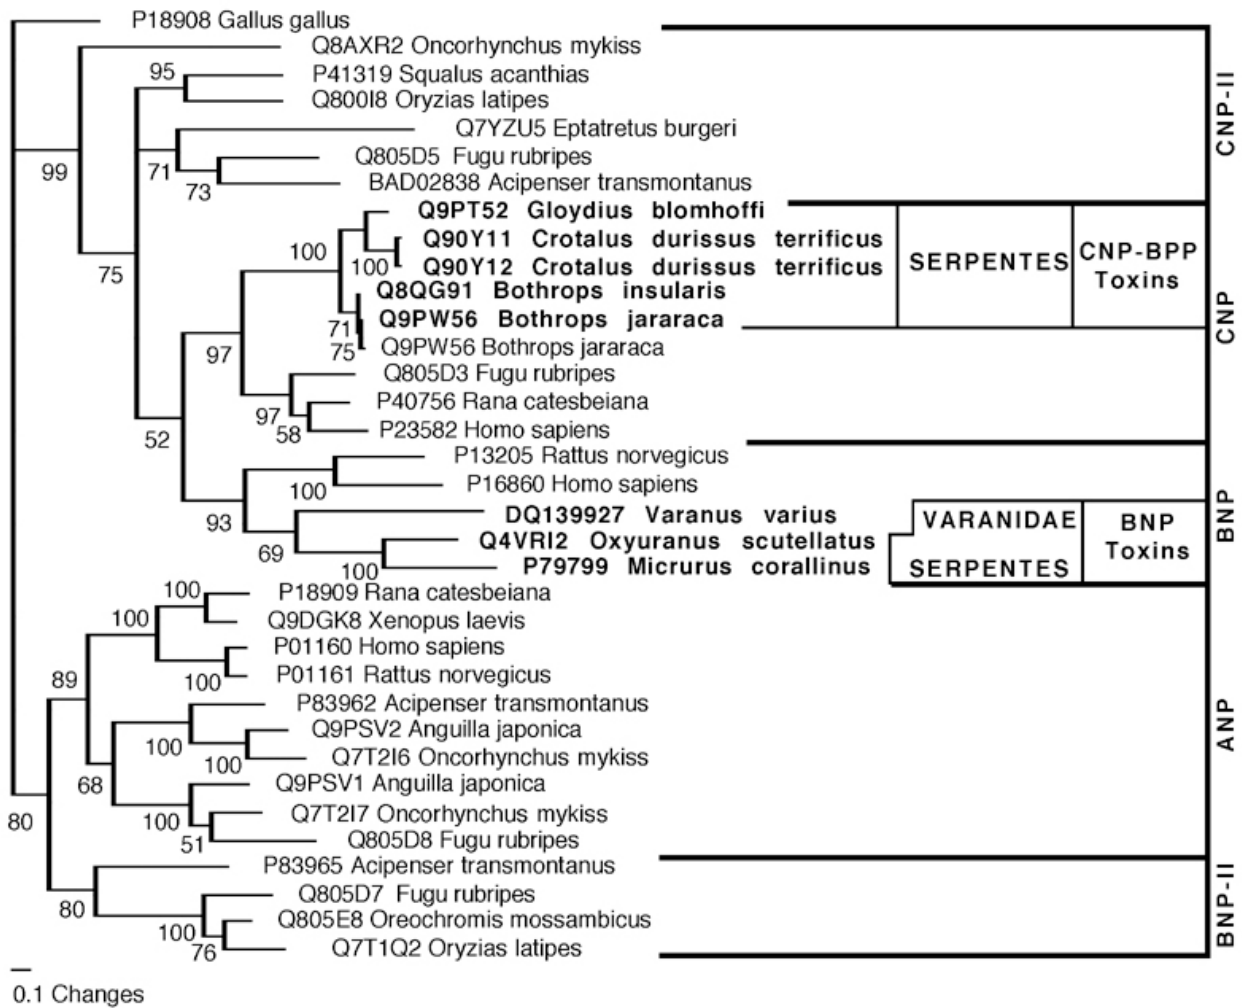 P18908 Gallus gallus
Q8AXR2 Oncorhynchus mykiss
95
P41319 Squalus acanthias
Q800I8 Oryzias latipes
CNP-II
Q7YZU5 Eptatretus burgeri
99
71
Q805D5 Fugu rubripes
73
BAD02838 Acipenser transmontanus
Q9PT52 Gloydius blomhoffi
100
Q90Y11 Crotalus durissus terrificus
75
100
Q90Y12 Crotalus durissus terrificus
SERPENTES
CNP-BPP
Toxins
Q8QG91 Bothrops insularis
71
Q9PW56 Bothrops jararaca
CNP
97
75
Q9PW56 Bothrops jararaca
Q805D3 Fugu rubripes
97
P40756 Rana catesbeiana
52
58
P23582 Homo sapiens
P13205 Rattus norvegicus
100
P16860 Homo sapiens
93
DQ139927 Varanus varius
VARANIDAE
BNP
Toxins
BNP
69
Q4VRI2 Oxyuranus scutellatus
100
P79799 Micrurus corallinus
SERPENTES
100
P18909 Rana catesbeiana
100
Q9DGK8 Xenopus laevis
P01160 Homo sapiens
89
100
P01161 Rattus norvegicus
P83962 Acipenser transmontanus
ANP
100
Q9PSV2 Anguilla japonica
100
Q7T2I6 Oncorhynchus mykiss
68
Q9PSV1 Anguilla japonica
80
100
Q7T2I7 Oncorhynchus mykiss
51
Q805D8 Fugu rubripes
P83965 Acipenser transmontanus
80
Q805D7 Fugu rubripes
BNP-II
100
Q805E8 Oreochromis mossambicus
76
Q7T1Q2 Oryzias latipes
0.1 Changes